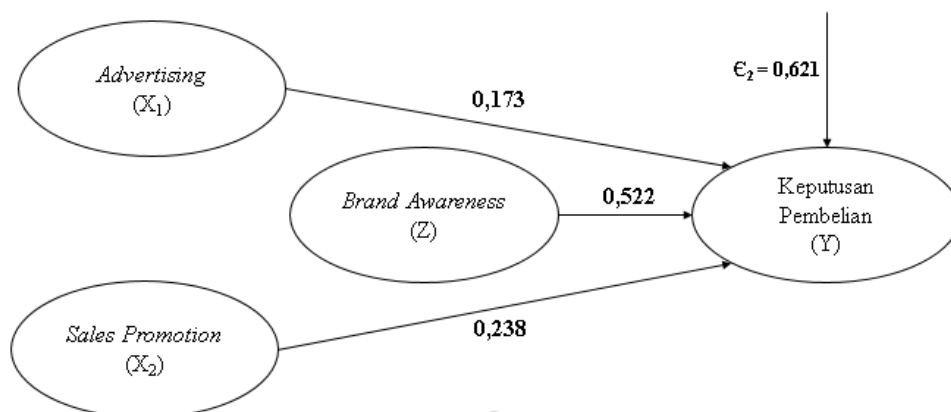 Advertising
(X₁)
0,173
Є₂ = 0,621
Brand Awareness
(Z)
0,522
Keputusan
Pembelian
(Y)
Sales Promotion
(X₂)
0,238